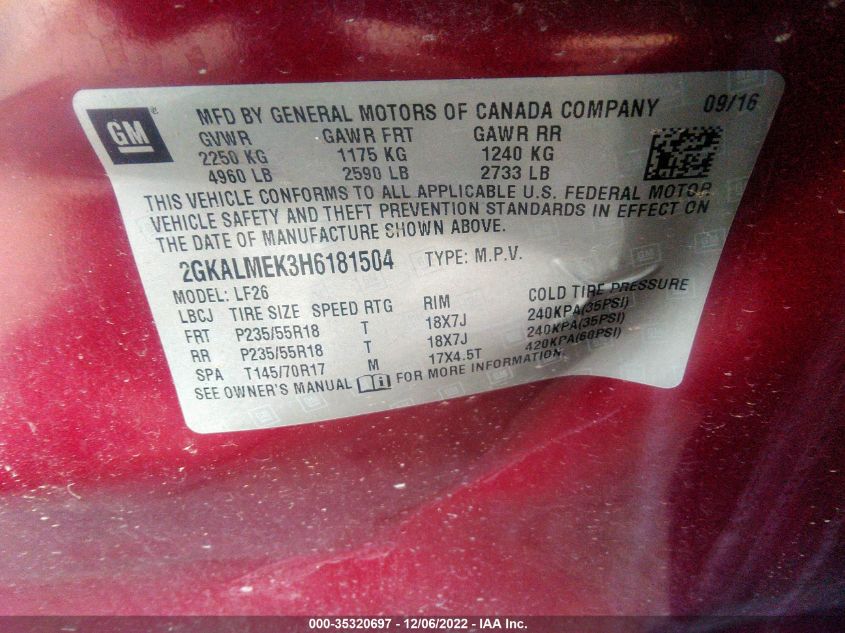 GM ® MFD BY GENERAL MOTORS OF CANADA COMPANY 09/16
GVWR GAWR FRT GAWR RR
2250 KG 1175 KG 1240 KG
4960 LB 2590 LB 2733 LB
THIS VEHICLE CONFORMS TO ALL APPLICABLE U.S. FEDERAL MOTOR
VEHICLE SAFETY AND THEFT PREVENTION STANDARDS IN EFFECT ON
THE DATE OF MANUFACTURE SHOWN ABOVE.
2GKALMEK3H6181504 TYPE: M.P.V.
MODEL: LF26
LBCJ TIRE SIZE SPEED RTG RIM COLD TIRE PRESSURE
FRT P235/55R18 T 18X7J 240KPA(35PSI)
RR P235/55R18 T 18X7J 240KPA(35PSI)
SPA T145/70R17 M 17X4.5T 420KPA(60PSI)
SEE OWNER'S MANUAL FOR MORE INFORMATION
000-35320697 - 12/06/2022 - IAA Inc.